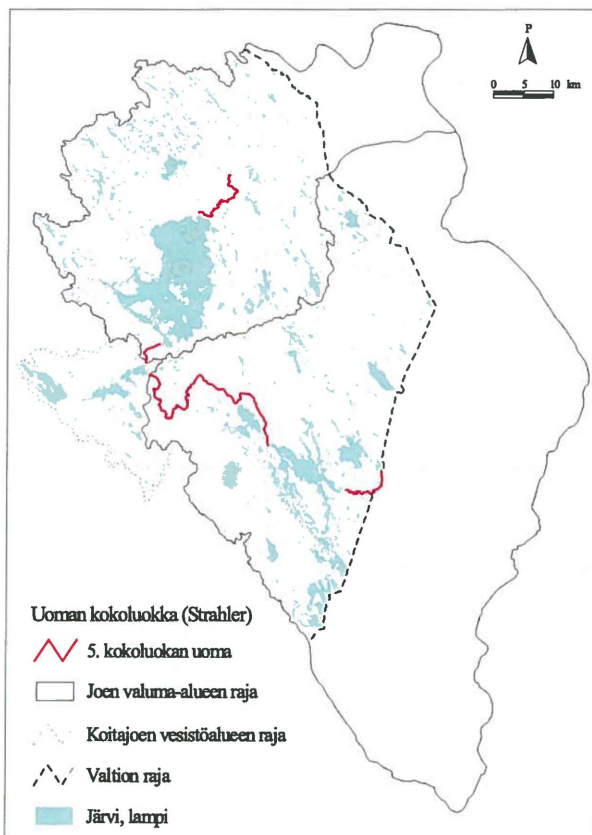 P
0 5 10 km
Uoman kokoluokka (Strahler)
5. kokoluokan uoma
Joen valuma-alueen raja
Koitajoen vesistöalueen raja
Valtion raja
Järvi, lampi